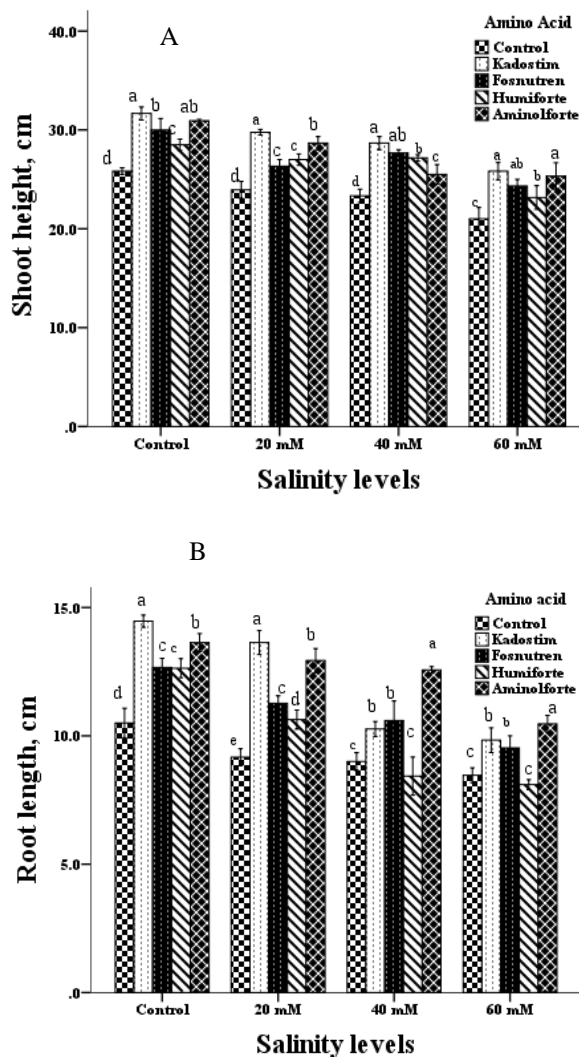 A
Amino Acid
Control
Kadostim
Fosnutren
Humiforte
Aminolforte
40.0
30.0
20.0
10.0
.0
Shoot height, cm
d a b c ab
d a c c b
d a ab b c
c a ab b a
Control 20 mM 40 mM 60 mM
Salinity levels
B
Amino acid
Control
Kadostim
Fosnutren
Humiforte
Aminolforte
15.0
10.0
5.0
.0
Root length, cm
d a c c b
e a c d b
c b b c a
c b b c a
Control 20 mM 40 mM 60 mM
Salinity levels